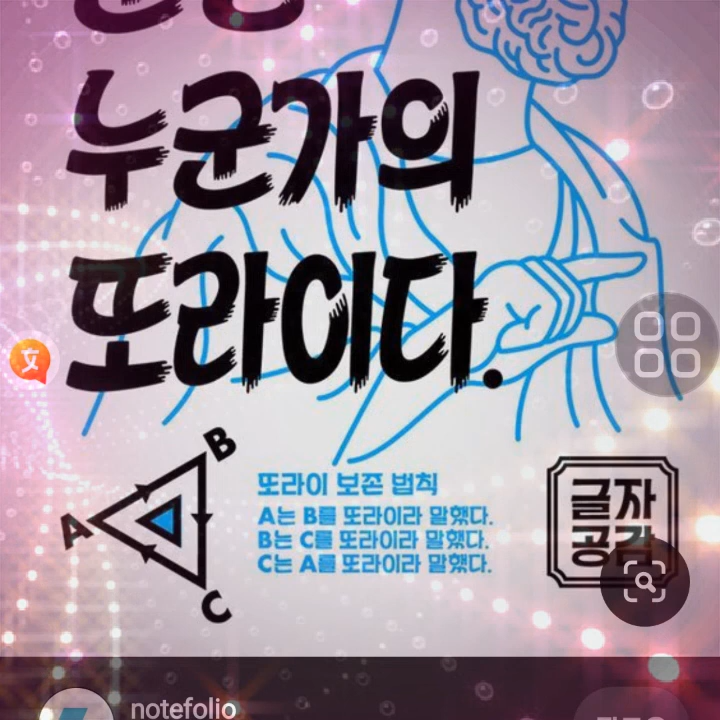 누군가의
또라이다.
B
A
C
또라이 보존 법칙
A는 B를 또라이라 말했다.
B는 C를 또라이라 말했다.
C는 A를 또라이라 말했다.
글자
공감
文
notefolio